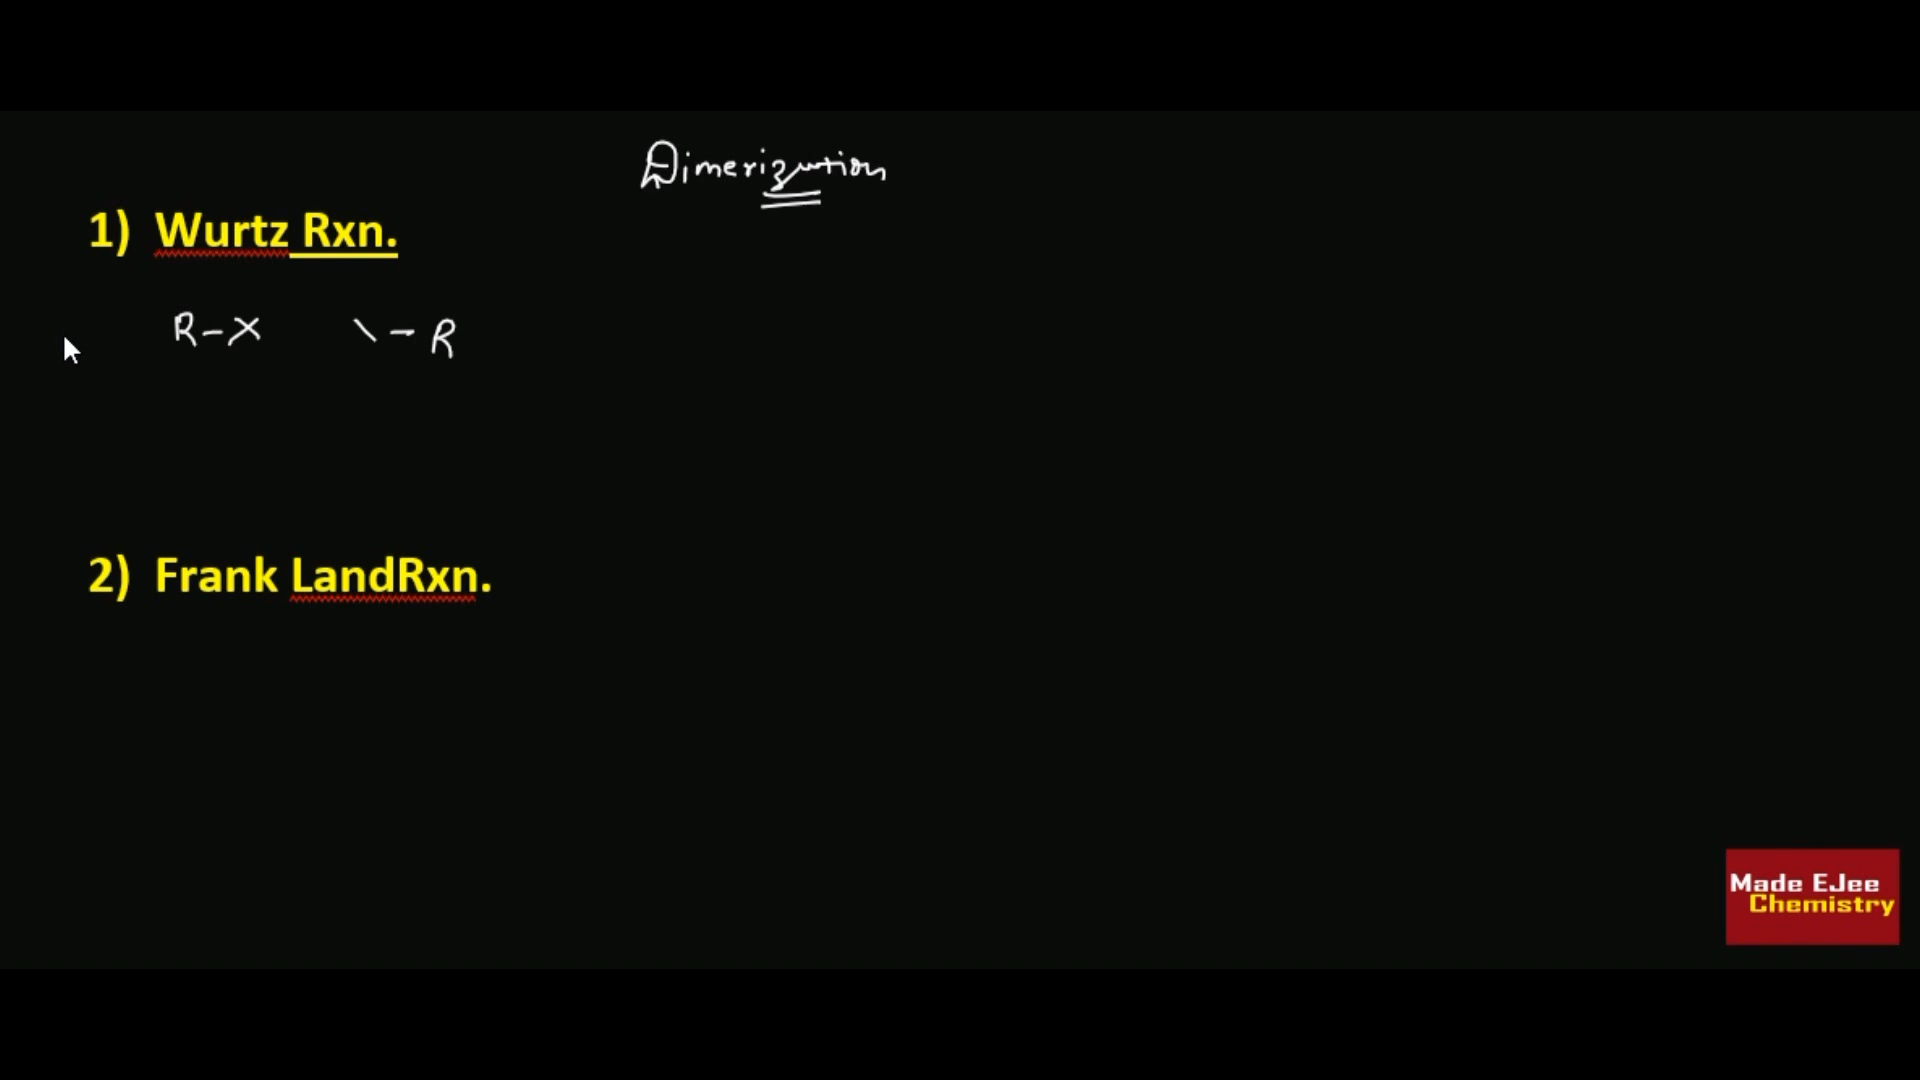 Dimerization
1) Wurtz Rxn.
R-X \-R
2) Frank LandRxn.
Made EJee
Chemistry